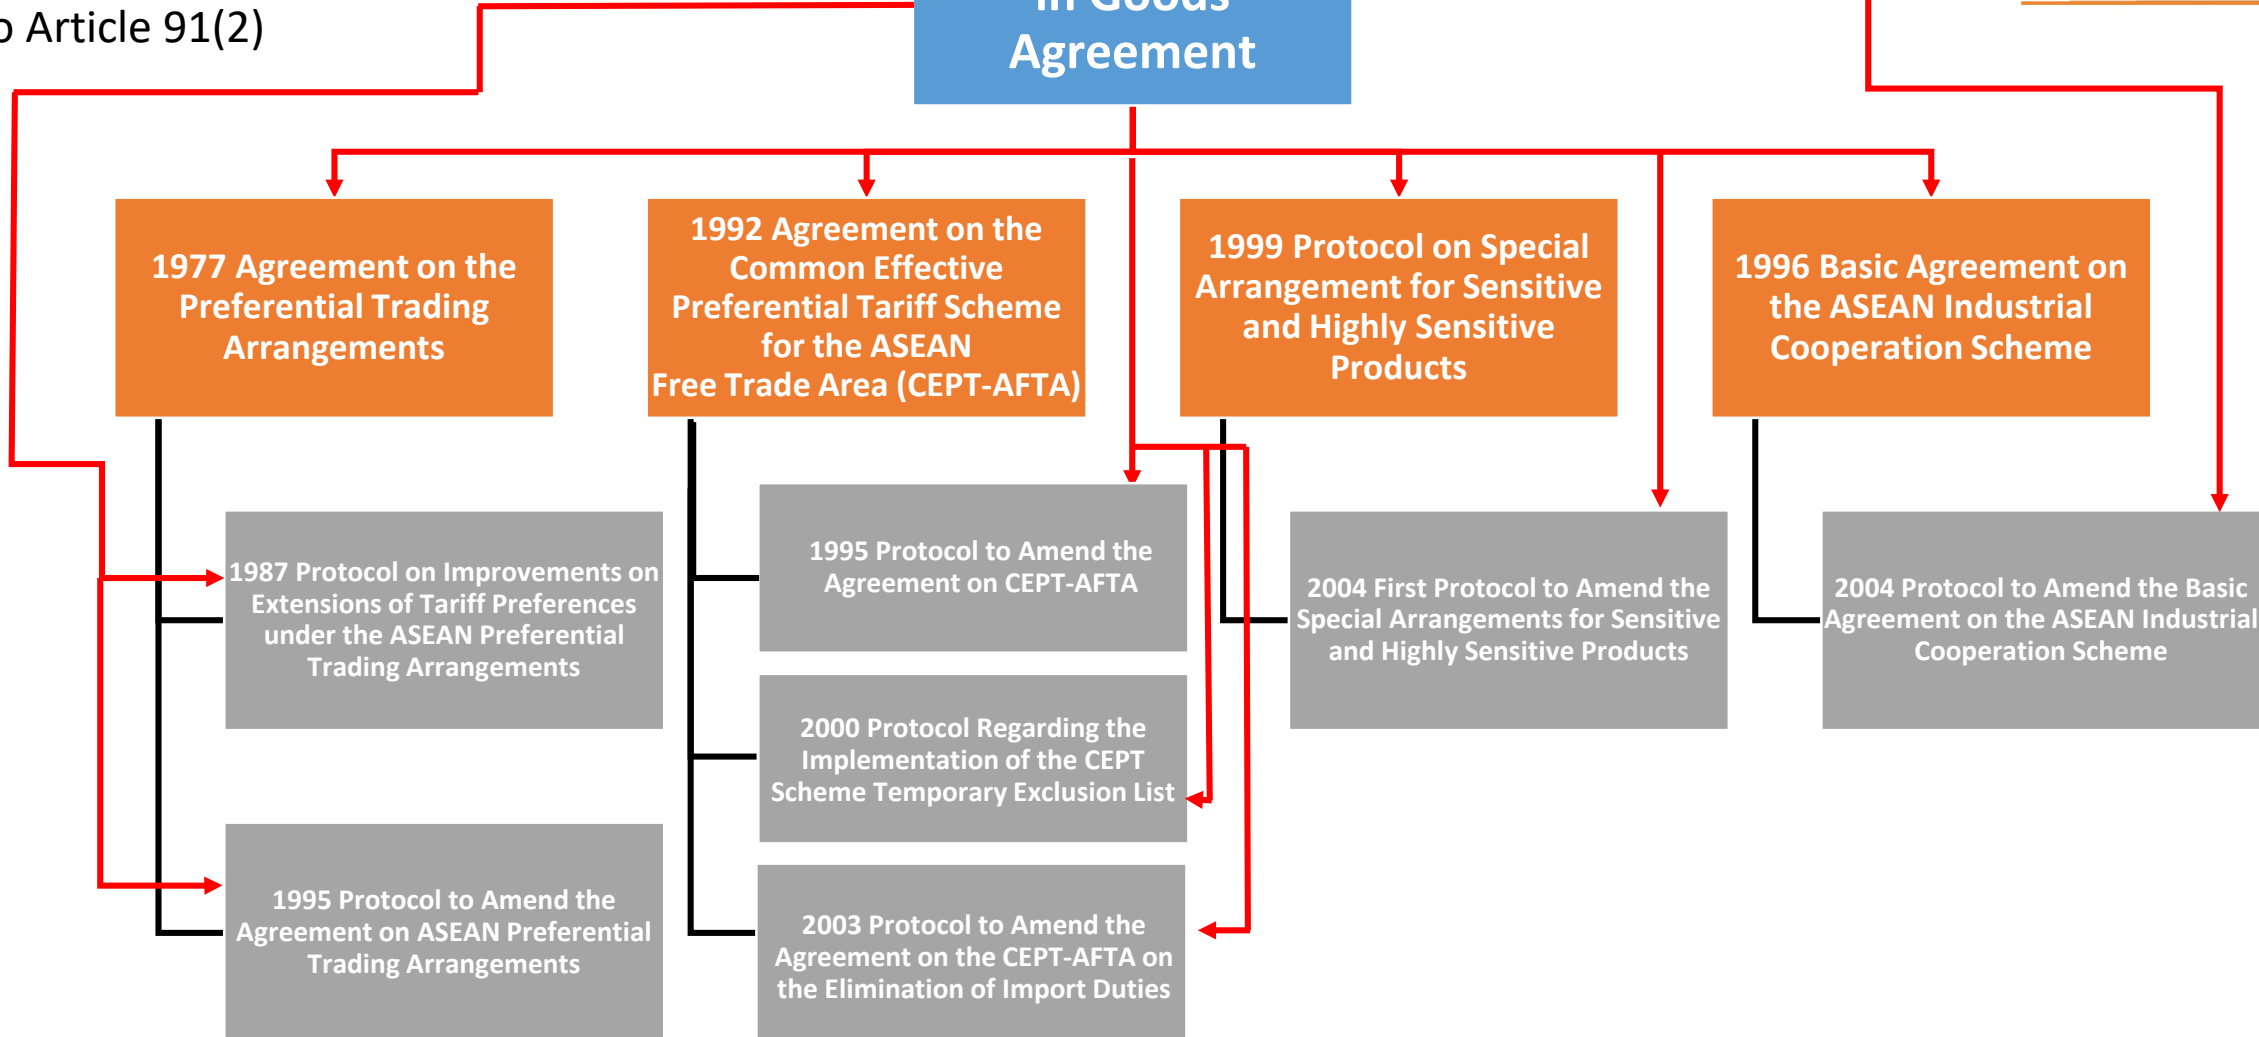 Article 91(2)
in Goods
Agreement
1977 Agreement on the
Preferential Trading
Arrangements
1992 Agreement on the
Common Effective
Preferential Tariff Scheme
for the ASEAN
Free Trade Area (CEPT-AFTA)
1999 Protocol on Special
Arrangement for Sensitive
and Highly Sensitive
Products
1996 Basic Agreement on
the ASEAN Industrial
Cooperation Scheme
1987 Protocol on Improvements on
Extensions of Tariff Preferences
under the ASEAN Preferential
Trading Arrangements
1995 Protocol to Amend the
Agreement on ASEAN Preferential
Trading Arrangements
1995 Protocol to Amend the
Agreement on CEPT-AFTA
2000 Protocol Regarding the
Implementation of the CEPT
Scheme Temporary Exclusion List
2003 Protocol to Amend the
Agreement on the CEPT-AFTA on
the Elimination of Import Duties
2004 First Protocol to Amend the
Special Arrangements for Sensitive
and Highly Sensitive Products
2004 Protocol to Amend the Basic
Agreement on the ASEAN Industrial
Cooperation Scheme